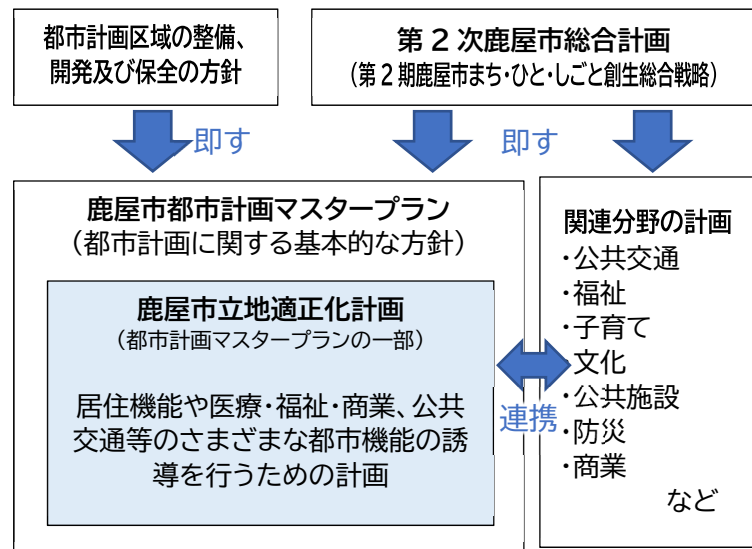 都市計画区域の整備、
開発及び保全の方針
第2次鹿屋市総合計画
（第2期鹿屋市まち・ひと・しごと創生総合戦略）
即す
即す
鹿屋市都市計画マスタープラン
（都市計画に関する基本的な方針）
鹿屋市立地適正化計画
（都市計画マスタープランの一部）
居住機能や医療・福祉・商業、公共
交通等のさまざまな都市機能の誘
導を行うための計画
連携
関連分野の計画
・公共交通
・福祉
・子育て
・文化
・公共施設
・防災
・商業
など